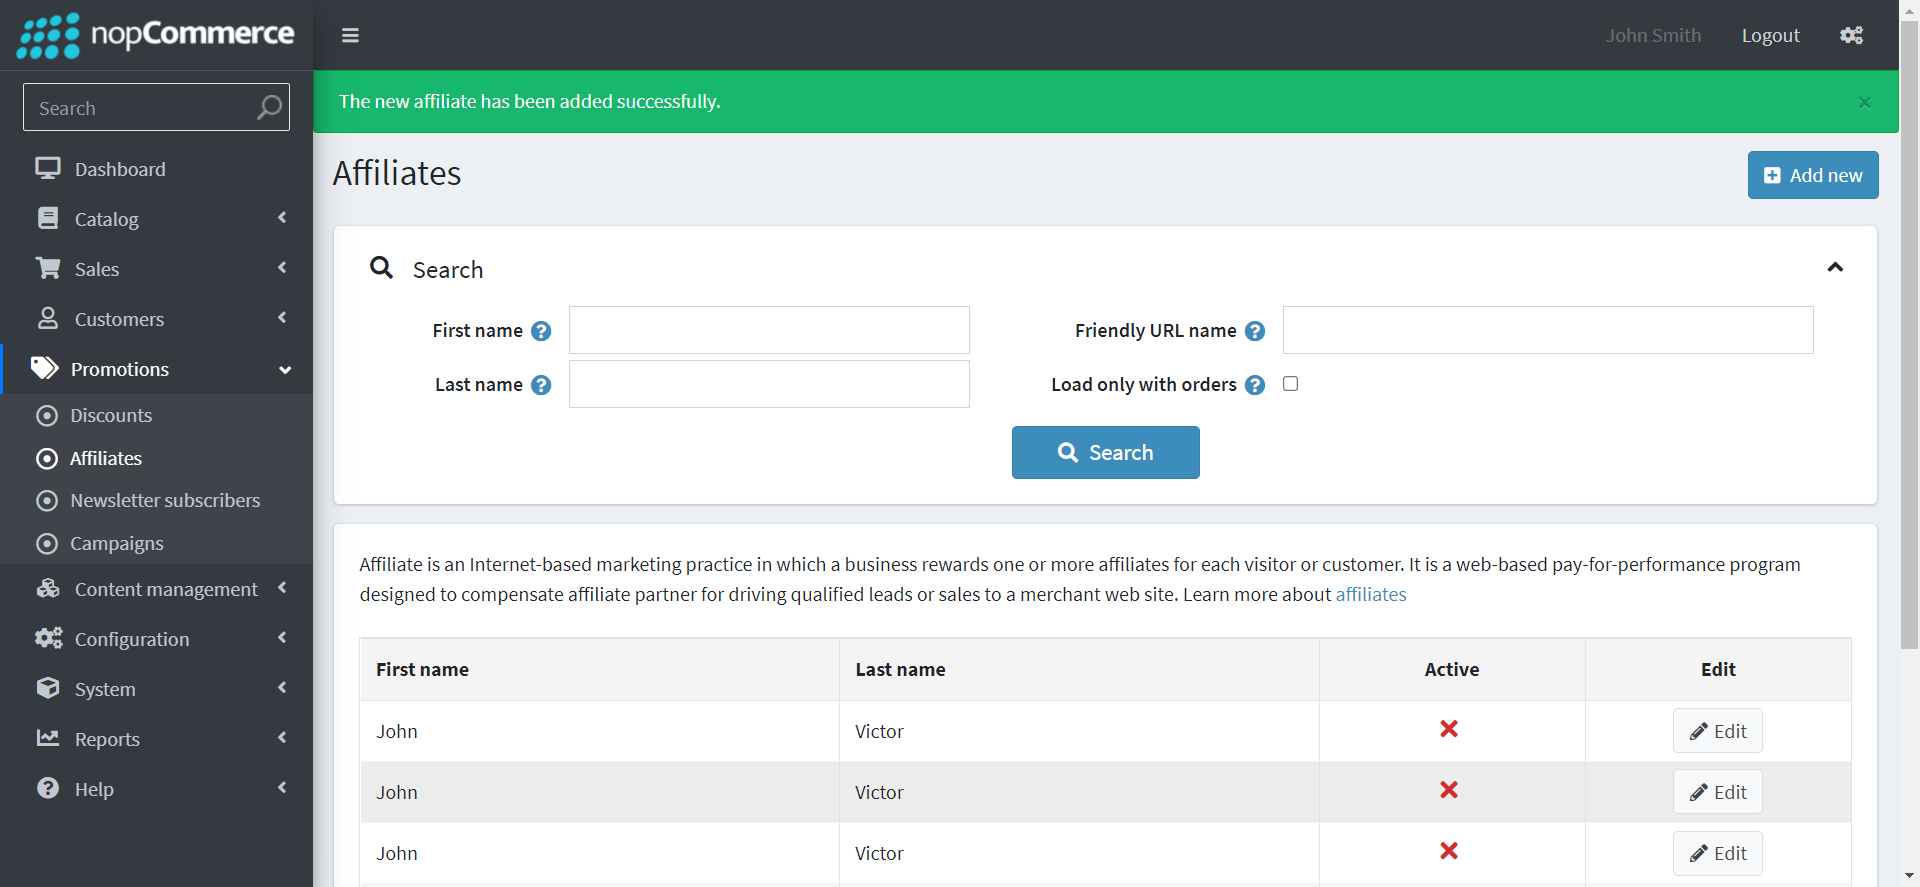 nopCommerce
John Smith
Logout
The new affiliate has been added successfully.
×
Search
Dashboard
Catalog
Sales
Customers
Promotions
Discounts
Affiliates
Newsletter subscribers
Campaigns
Content management
Configuration
System
Reports
Help
Affiliates
Add new
Search
First name ?
Friendly URL name ?
Last name ?
Load only with orders ?
Search
Affiliate is an Internet-based marketing practice in which a business rewards one or more affiliates for each visitor or customer. It is a web-based pay-for-performance program
designed to compensate affiliate partner for driving qualified leads or sales to a merchant web site. Learn more about affiliates
First name Last name Active Edit
John Victor Edit
John Victor Edit
John Victor Edit